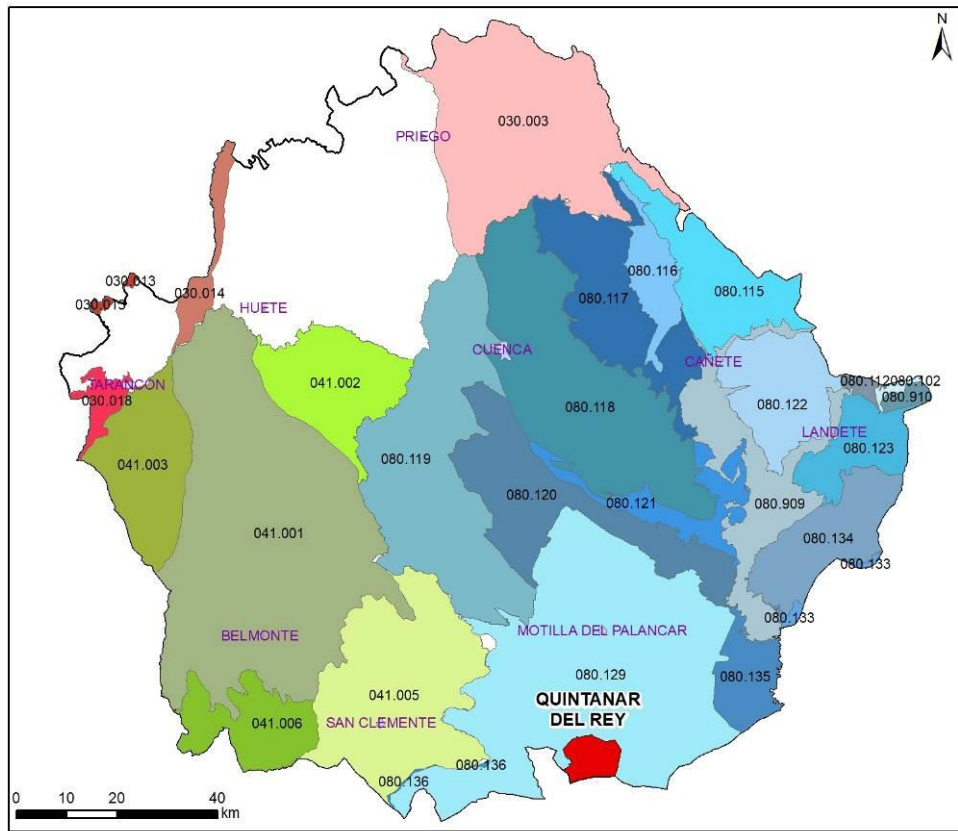 N
030.003
PRIEGO
080.116
080.115
030.013
030.013
030.014
HUETE
080.117
CUENCA
CAÑETE
TARANCON
030.018
041.002
080.112
080.102
080.910
080.122
080.118
LANDETE
080.123
041.003
080.119
080.120
080.121
080.909
041.001
080.134
080.133
080.133
BELMONTE
MOTILLA DEL PALANCAR
080.129
080.135
041.005
QUINTANAR
DEL REY
041.006
SAN CLEMENTE
080.136
080.136
0 10 20 40
km